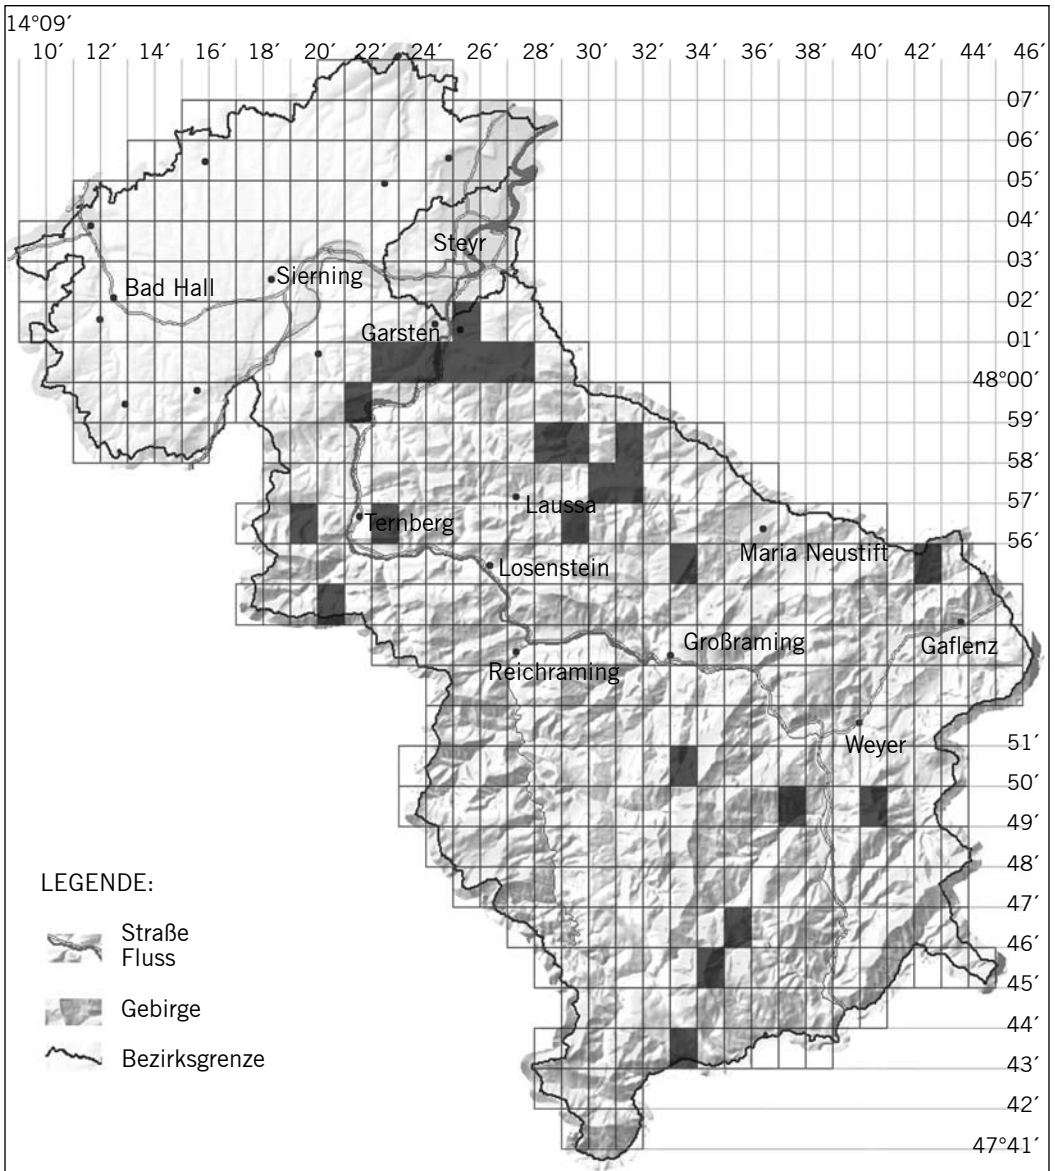 14°09′
10′ 12′ 14′ 16′ 18′ 20′ 22′ 24′ 26′ 28′ 30′ 32′ 34′ 36′ 38′ 40′ 42′ 44′ 46′
07′
06′
05′
04′
Steyr
03′
Sierning
Bad Hall
02′
Garsten
01′
48°00′
59′
58′
57′
Laussa
Ternberg
56′
Maria Neustift
Losenstein
Großraming
Gaflenz
Reichraming
51′
Weyer
50′
49′
48′
LEGENDE:
47′
Straße
Fluss
46′
45′
Gebirge
44′
Bezirksgrenze
43′
42′
47°41′